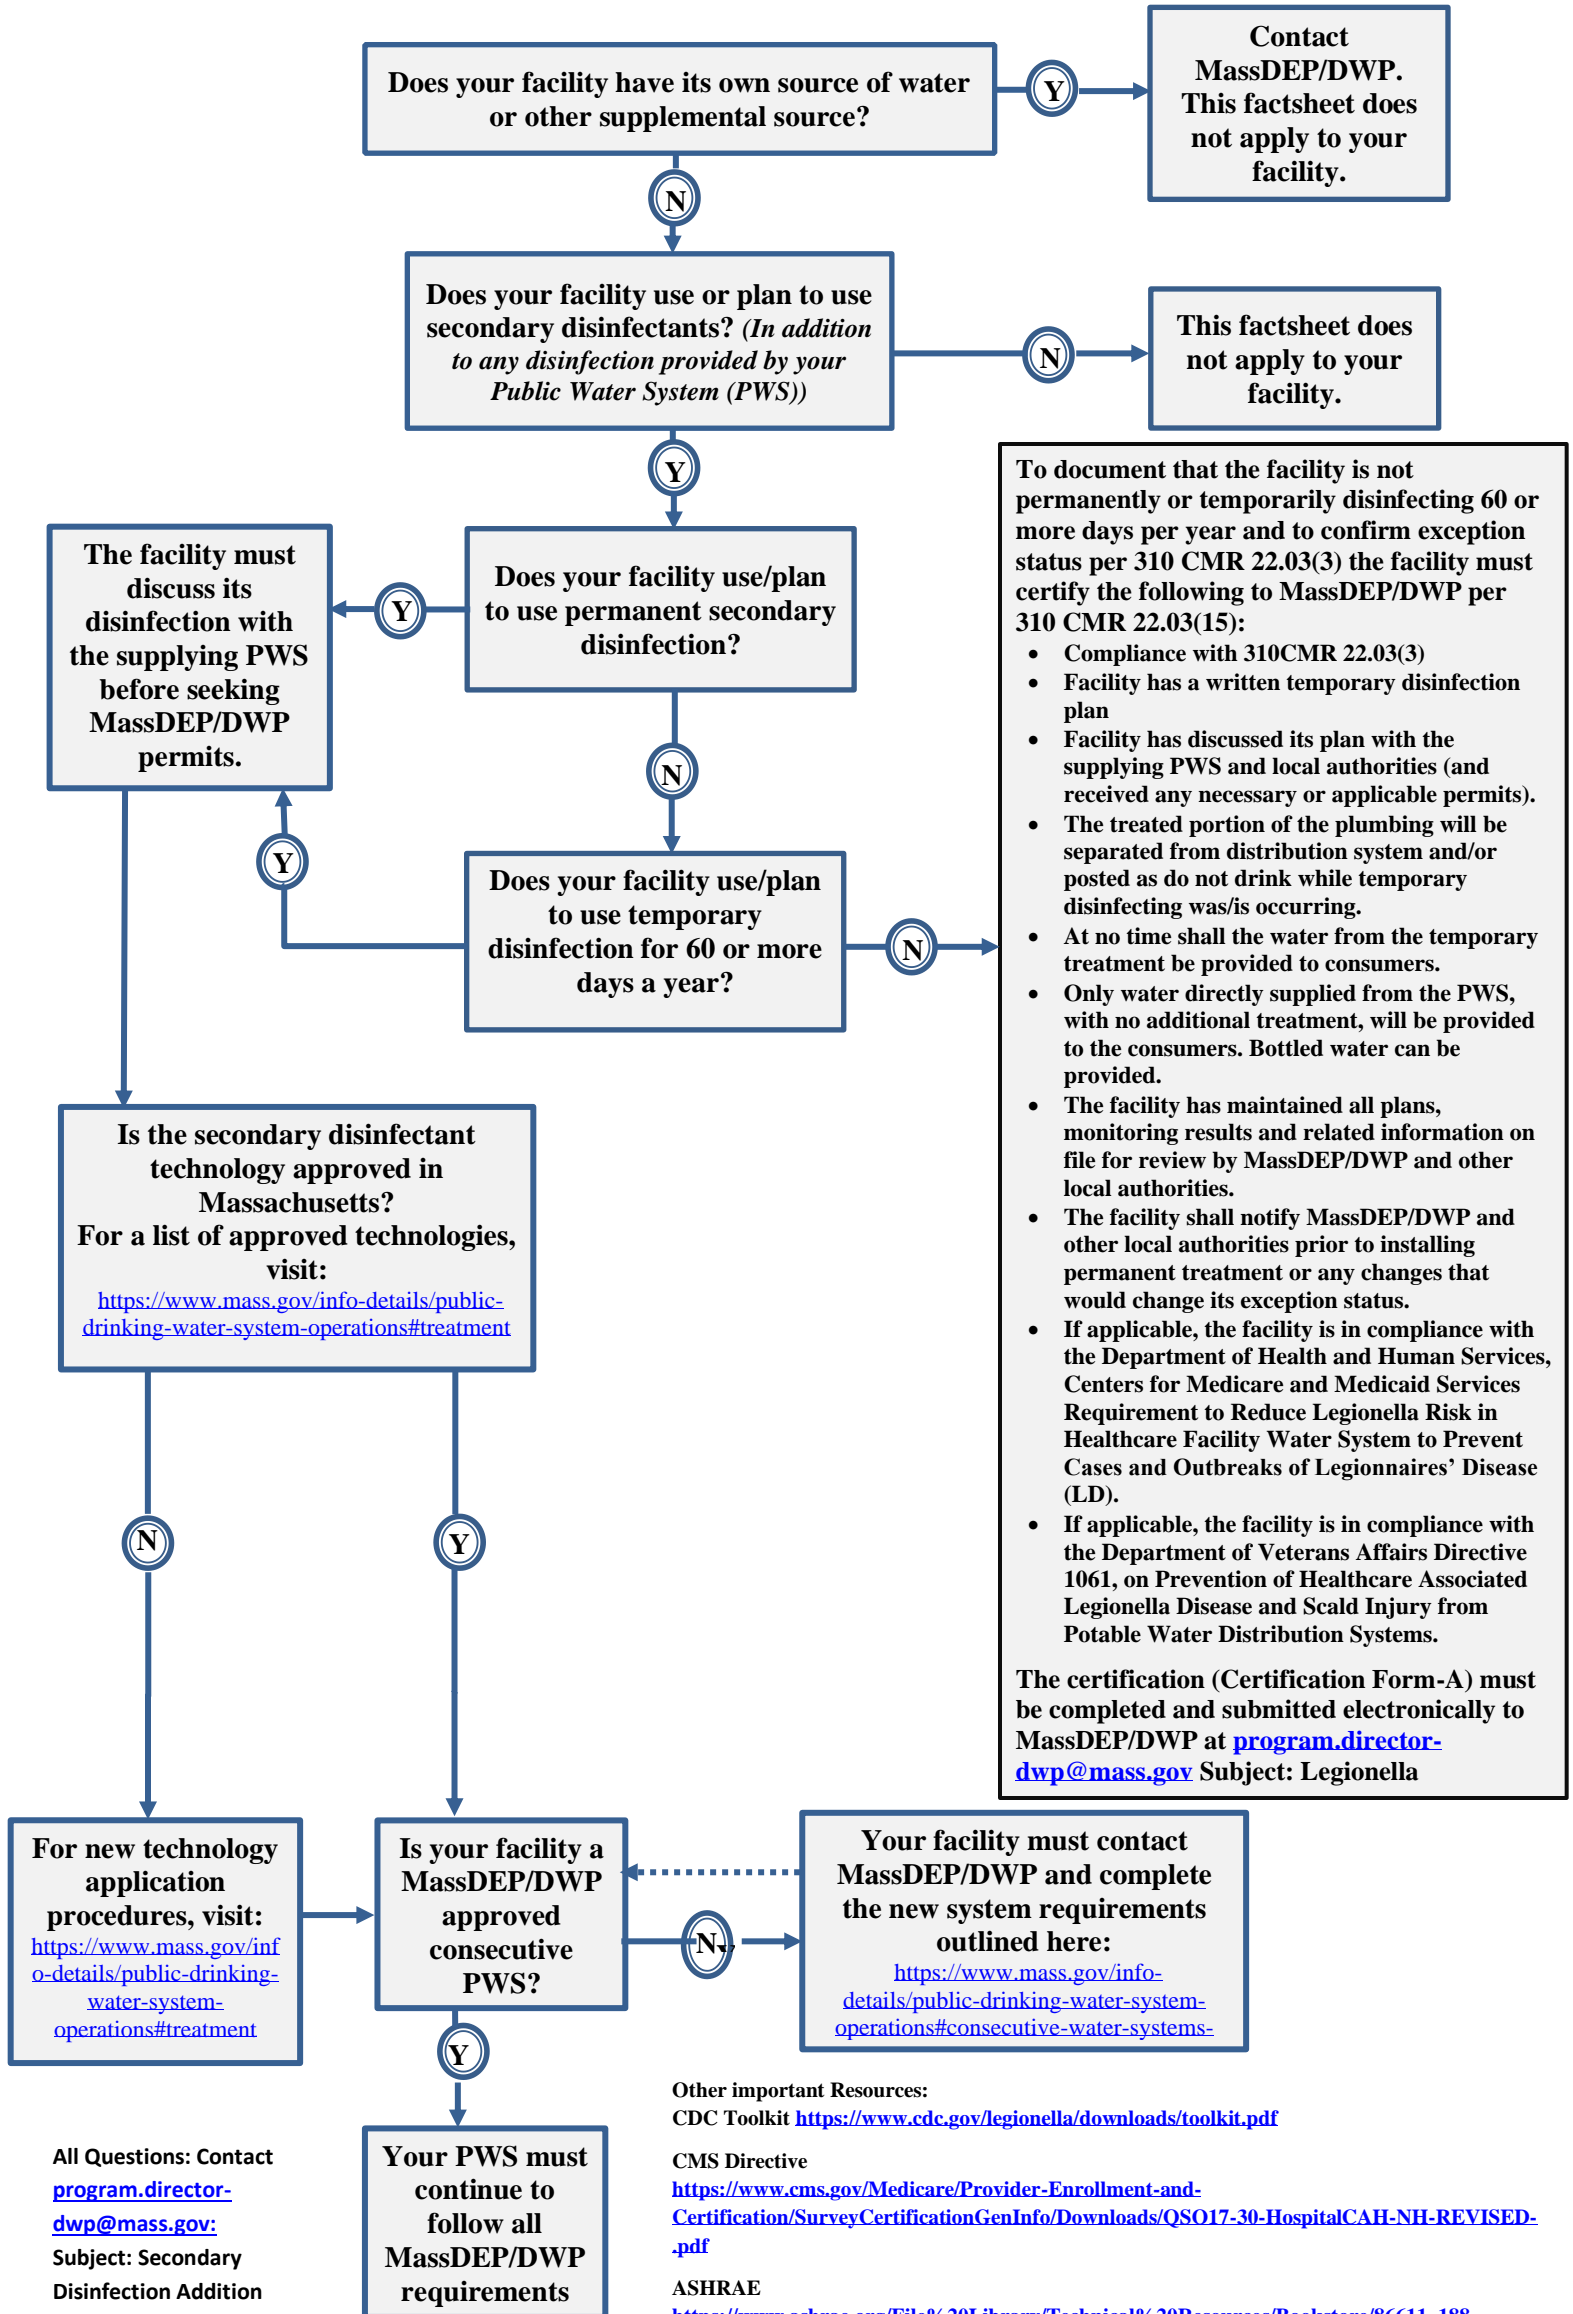 Does your facility have its own source of water
or other supplemental source?
Y
Contact
MassDEP/DWP.
This factsheet does
not apply to your
facility.
N
Does your facility use or plan to use
secondary disinfectants? (In addition
to any disinfection provided by your
Public Water System (PWS))
N
This factsheet does
not apply to your
facility.
Y
Does your facility use/plan
to use permanent secondary
disinfection?
Y
The facility must
discuss its
disinfection with
the supplying PWS
before seeking
MassDEP/DWP
permits.
N
Does your facility use/plan
to use temporary
disinfection for 60 or more
days a year?
Y
N
To document that the facility is not
permanently or temporarily disinfecting 60 or
more days per year and to confirm exception
status per 310 CMR 22.03(3) the facility must
certify the following to MassDEP/DWP per
310 CMR 22.03(15):
• Compliance with 310CMR 22.03(3)
• Facility has a written temporary disinfection
plan
• Facility has discussed its plan with the
supplying PWS and local authorities (and
received any necessary or applicable permits).
• The treated portion of the plumbing will be
separated from distribution system and/or
posted as do not drink while temporary
disinfecting was/is occurring.
• At no time shall the water from the temporary
treatment be provided to consumers.
• Only water directly supplied from the PWS,
with no additional treatment, will be provided
to the consumers. Bottled water can be
provided.
• The facility has maintained all plans,
monitoring results and related information on
file for review by MassDEP/DWP and other
local authorities.
• The facility shall notify MassDEP/DWP and
other local authorities prior to installing
permanent treatment or any changes that
would change its exception status.
• If applicable, the facility is in compliance with
the Department of Health and Human Services,
Centers for Medicare and Medicaid Services
Requirement to Reduce Legionella Risk in
Healthcare Facility Water System to Prevent
Cases and Outbreaks of Legionnaires’ Disease
(LD).
• If applicable, the facility is in compliance with
the Department of Veterans Affairs Directive
1061, on Prevention of Healthcare Associated
Legionella Disease and Scald Injury from
Potable Water Distribution Systems.
The certification (Certification Form-A) must
be completed and submitted electronically to
MassDEP/DWP at program.director-
dwp@mass.gov Subject: Legionella
Is the secondary disinfectant
technology approved in
Massachusetts?
For a list of approved technologies,
visit:
https://www.mass.gov/info-details/public-
drinking-water-system-operations#treatment
N
Y
For new technology
application
procedures, visit:
https://www.mass.gov/inf
o-details/public-drinking-
water-system-
operations#treatment
Is your facility a
MassDEP/DWP
approved
consecutive
PWS?
N
Your facility must contact
MassDEP/DWP and complete
the new system requirements
outlined here:
https://www.mass.gov/info-
details/public-drinking-water-system-
operations#consecutive-water-systems-
Y
Your PWS must
continue to
follow all
MassDEP/DWP
requirements
All Questions: Contact
program.director-
dwp@mass.gov:
Subject: Secondary
Disinfection Addition
Other important Resources:
CDC Toolkit https://www.cdc.gov/legionella/downloads/toolkit.pdf
CMS Directive
https://www.cms.gov/Medicare/Provider-Enrollment-and-
Certification/SurveyCertificationGenInfo/Downloads/QSO17-30-HospitalCAH-NH-REVISED-
.pdf
ASHRAE
https://www.ashrae.org/File%20Library/Technical%20Resources/Bookstore/86611_188